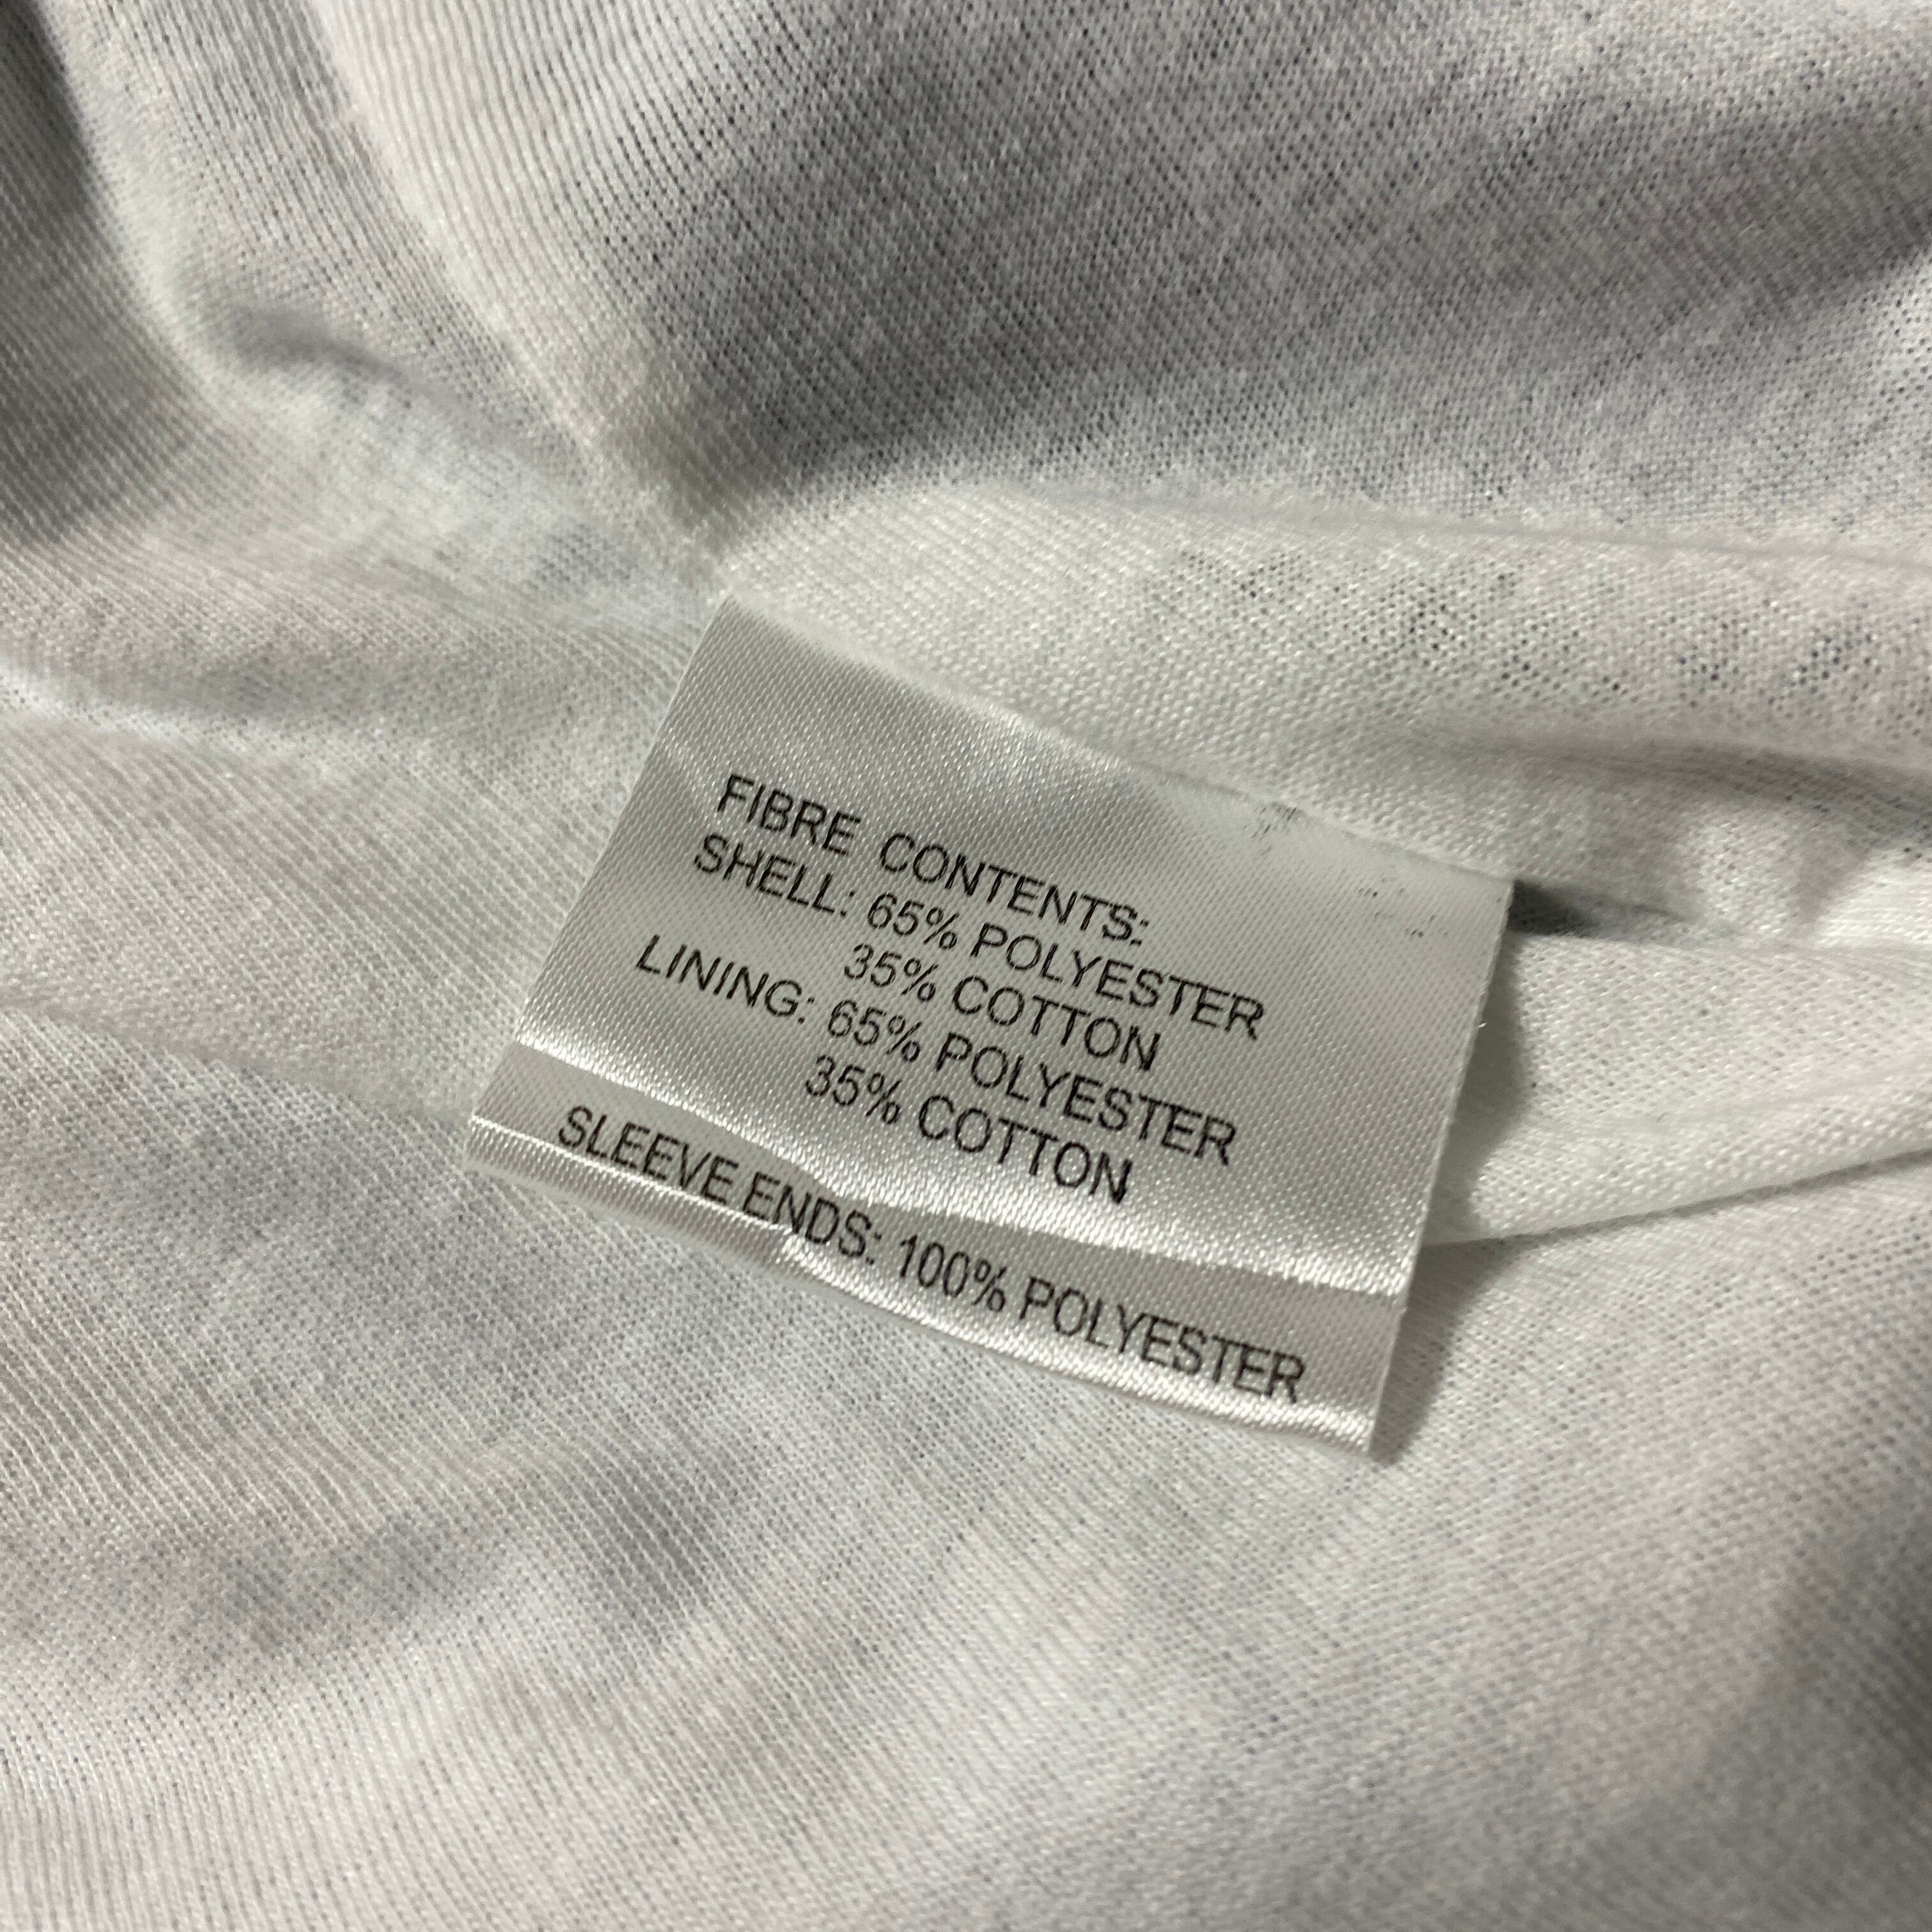 FIBRE CONTENTS:
SHELL: 65% POLYESTER
35% COTTON
LINING: 65% POLYESTER
35% COTTON
SLEEVE ENDS: 100% POLYESTER